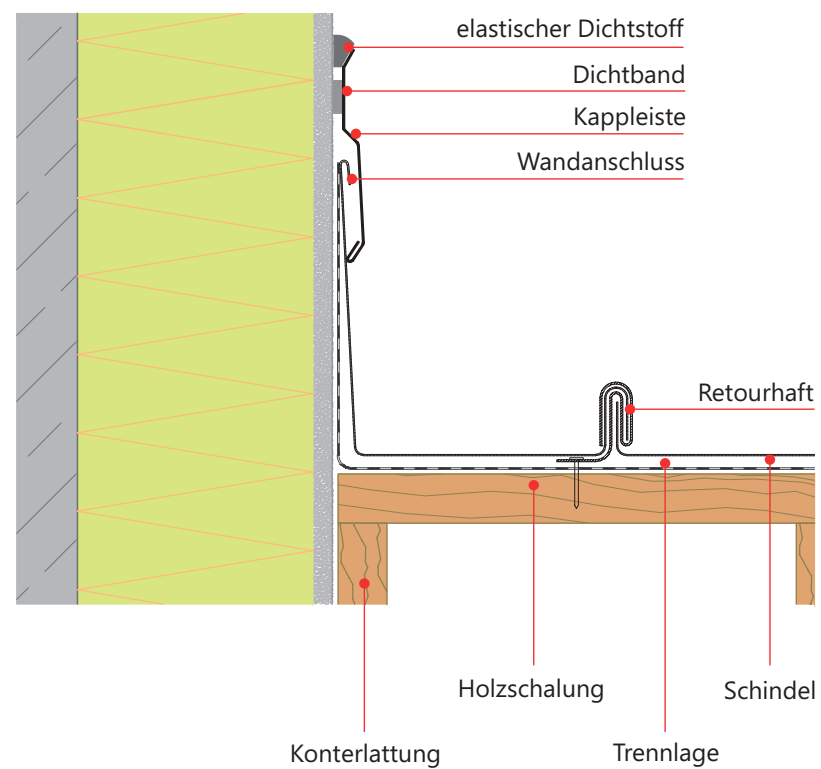 elastischer Dichtstoff
Dichtband
Kappleiste
Wandanschluss
Retourhaft
Holzschalung
Schindel
Konterlattung
Trennlage